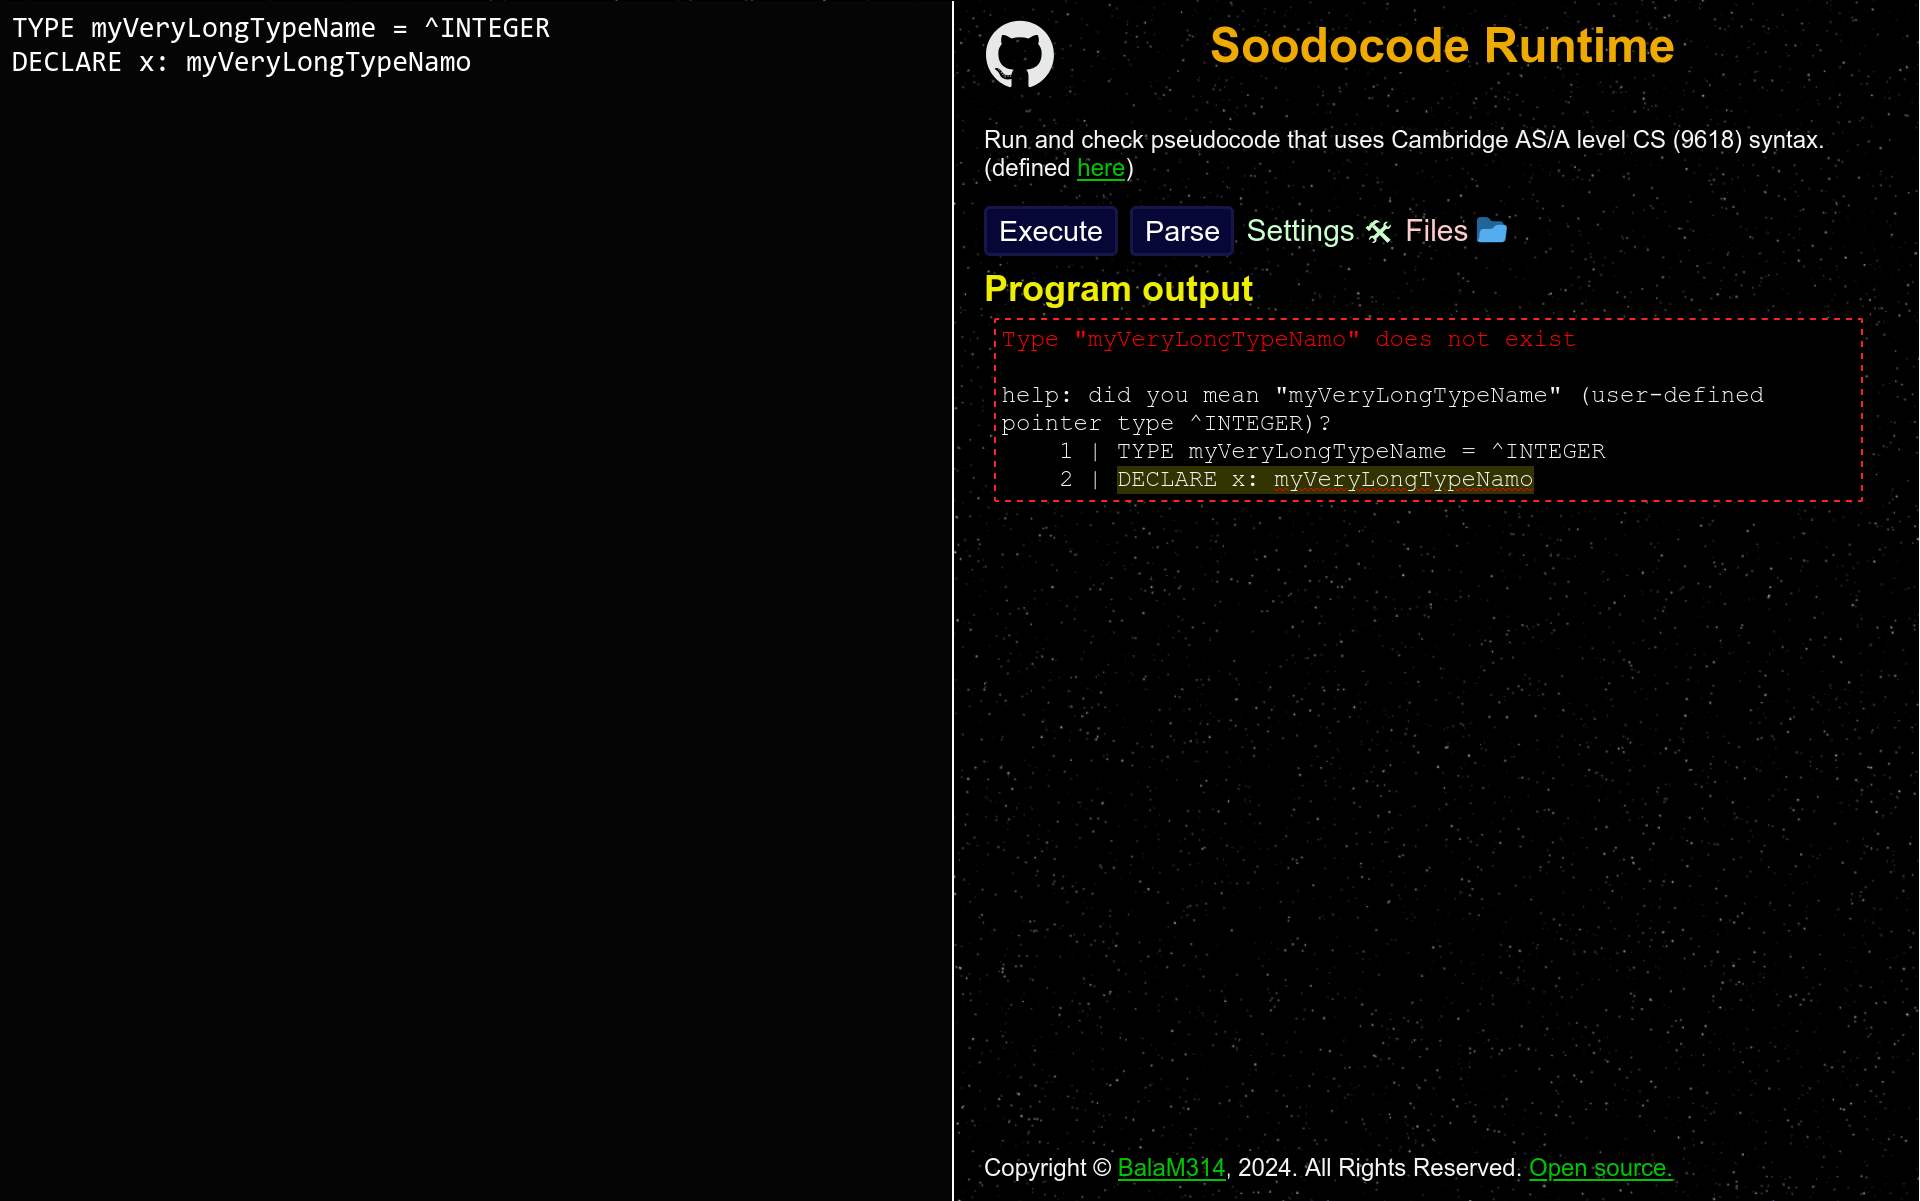 TYPE myVeryLongTypeName = ^INTEGER
DECLARE x: myVeryLongTypeNamo
Soodocode Runtime
Run and check pseudocode that uses Cambridge AS/A level CS (9618) syntax.
(defined here)
Execute Parse Settings 🛠 Files 📂
Program output
Type "myVeryLongTypeNamo" does not exist
help: did you mean "myVeryLongTypeName" (user-defined
pointer type ^INTEGER)?
1 | TYPE myVeryLongTypeName = ^INTEGER
2 | DECLARE x: myVeryLongTypeNamo
Copyright © BalaM314, 2024. All Rights Reserved. Open source.